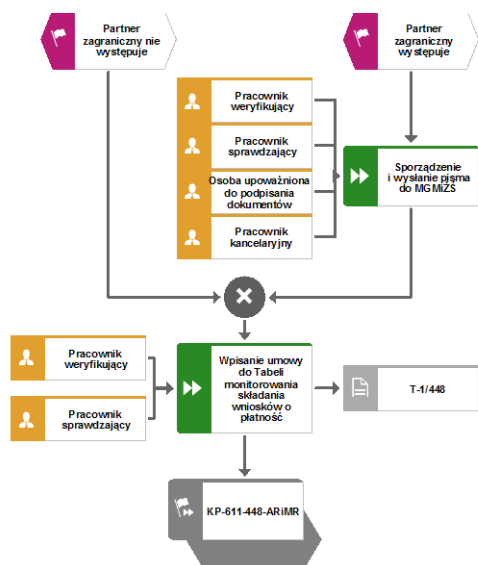 Partner
zagraniczny nie
występuje
Partner
zagraniczny
występuje
Pracownik
weryfikujący
Pracownik
sprawdzający
Osoba upoważniona
do podpisania
dokumentów
Pracownik
kancelaryjny
Sporządzenie
i wysłanie pisma
do MGMiŻŚ
Pracownik
weryfikujący
Pracownik
sprawdzający
Wpisanie umowy
do Tabeli
monitorowania
składania
wniosków o
płatność
T-1/448
KP-611-448-ARiMR